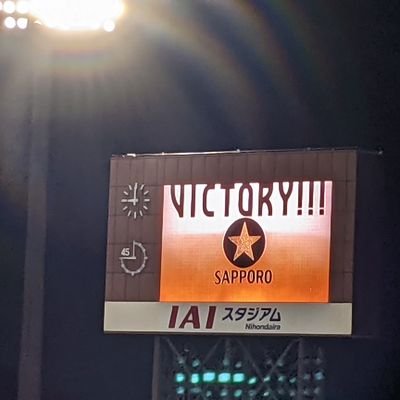 VICTORY!!!
SAPPORO
45
IAI スタジアム
Nihondaira